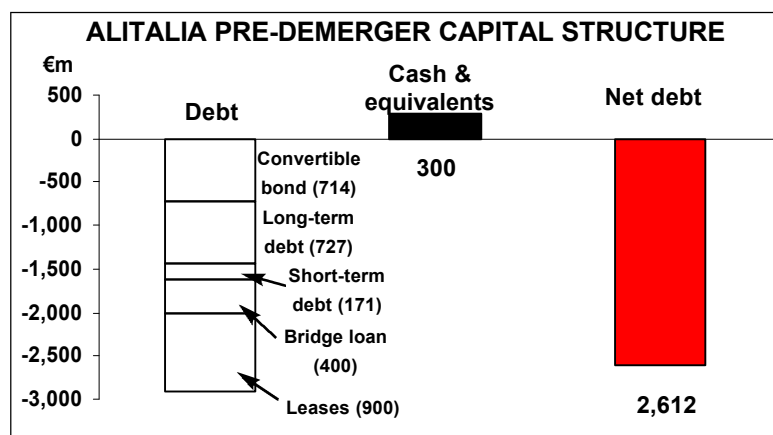 ALITALIA PRE-DEMERGER CAPITAL STRUCTURE
€m
Cash &
equivalents
Debt
Net debt
500
0
-500
-1,000
-1,500
-2,000
-2,500
-3,000
Convertible
bond (714)
Long-term
debt (727)
Short-term
debt (171)
Bridge loan
(400)
Leases (900)
300
2,612